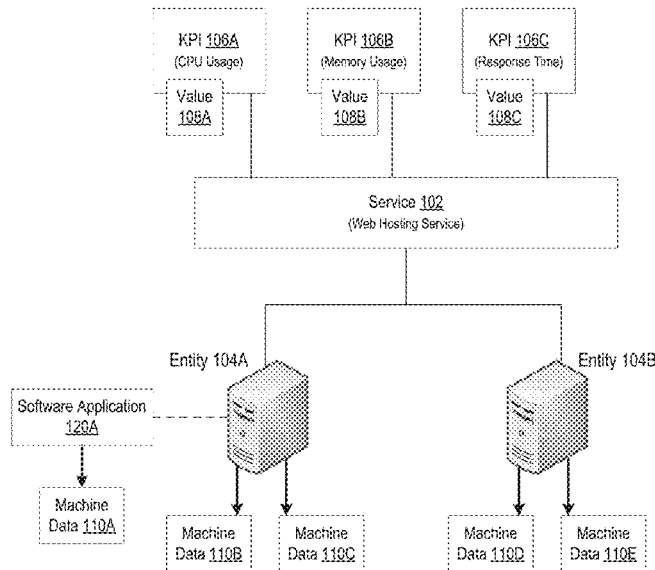 KPI 106A
(CPU Usage)
Value
108A
KPI 106B
(Memory Usage)
Value
108B
KPI 106C
(Response Time)
Value
108C
Service 102
(Web Hosting Service)
Entity 104A
Entity 104B
Software Application
120A
Machine
Data 110A
Machine
Data 110B
Machine
Data 110C
Machine
Data 110D
Machine
Data 110E